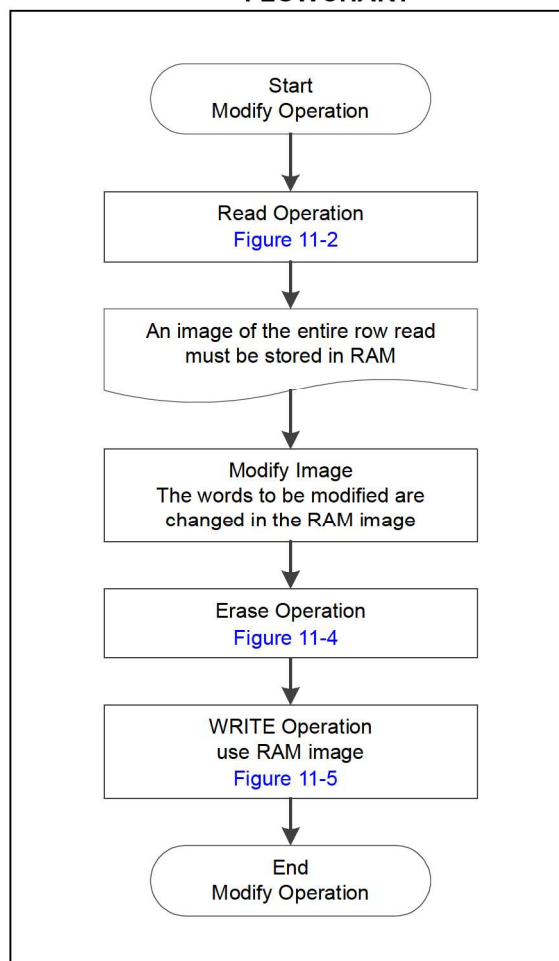 FLOWCHART
Start
Modify Operation
Read Operation
Figure 11-2
An image of the entire row read
must be stored in RAM
Modify Image
The words to be modified are
changed in the RAM image
Erase Operation
Figure 11-4
WRITE Operation
use RAM image
Figure 11-5
End
Modify Operation